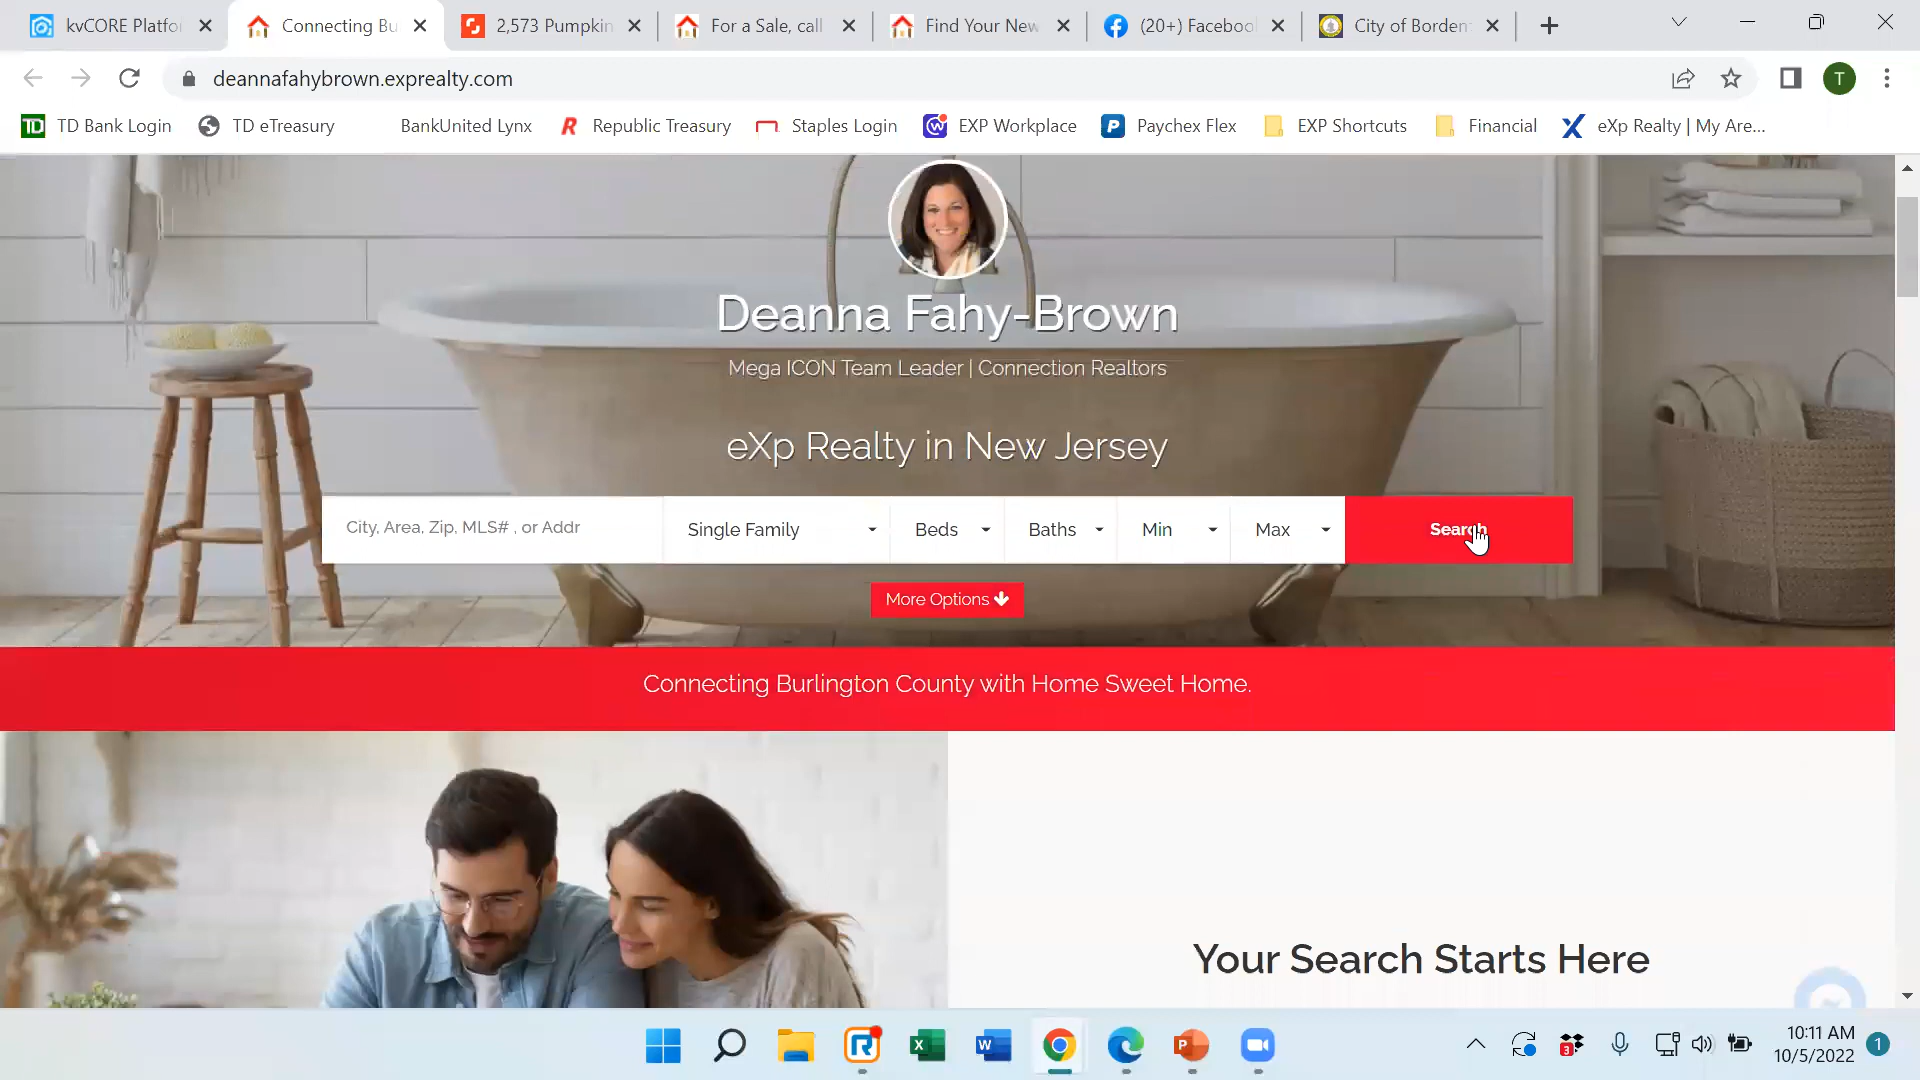 kvCORE Platfo
Connecting Bu
2,573 Pumpkin
For a Sale, call
Find Your New
(20+) Facebook
City of Borden
deannafahybrown.exprealty.com
T
TD Bank Login
TD eTreasury
BankUnited Lynx
Republic Treasury
Staples Login
EXP Workplace
Paychex Flex
EXP Shortcuts
Financial
eXp Realty | My Are...
Deanna Fahy-Brown
Mega ICON Team Leader | Connection Realtors
eXp Realty in New Jersey
City, Area, Zip, MLS# , or Addr
Single Family
Beds
Baths
Min
Max
Search
More Options
Connecting Burlington County with Home Sweet Home.
Your Search Starts Here
3
10:11 AM
10/5/2022
1